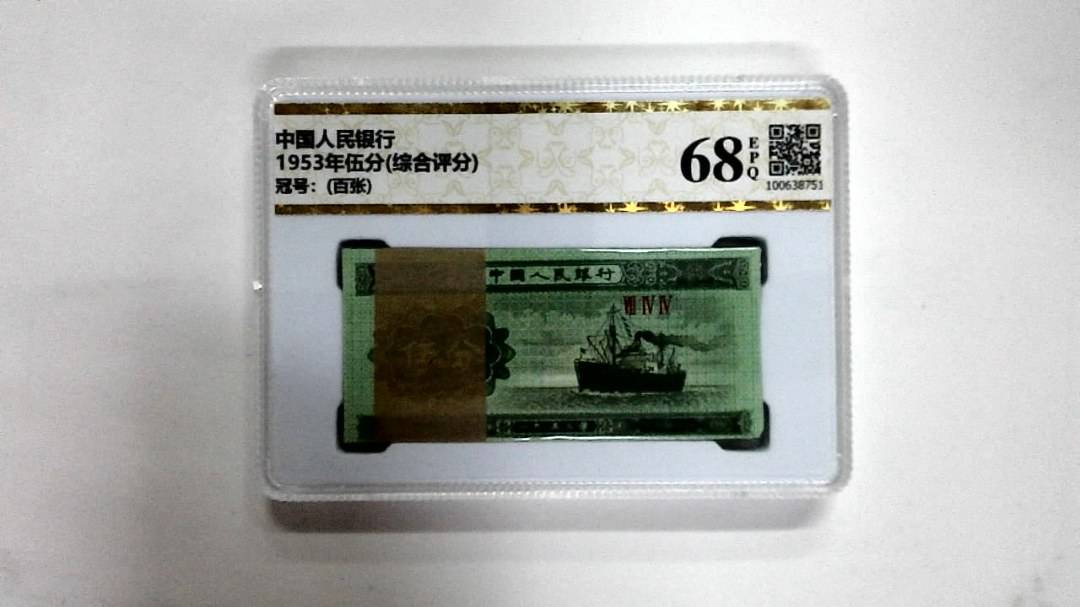 中国人民银行
1953年伍分(综合评分)
冠号：(百张)
68
EPQ
100638751
中國人民銀行
Ⅷ Ⅳ Ⅳ
伍分